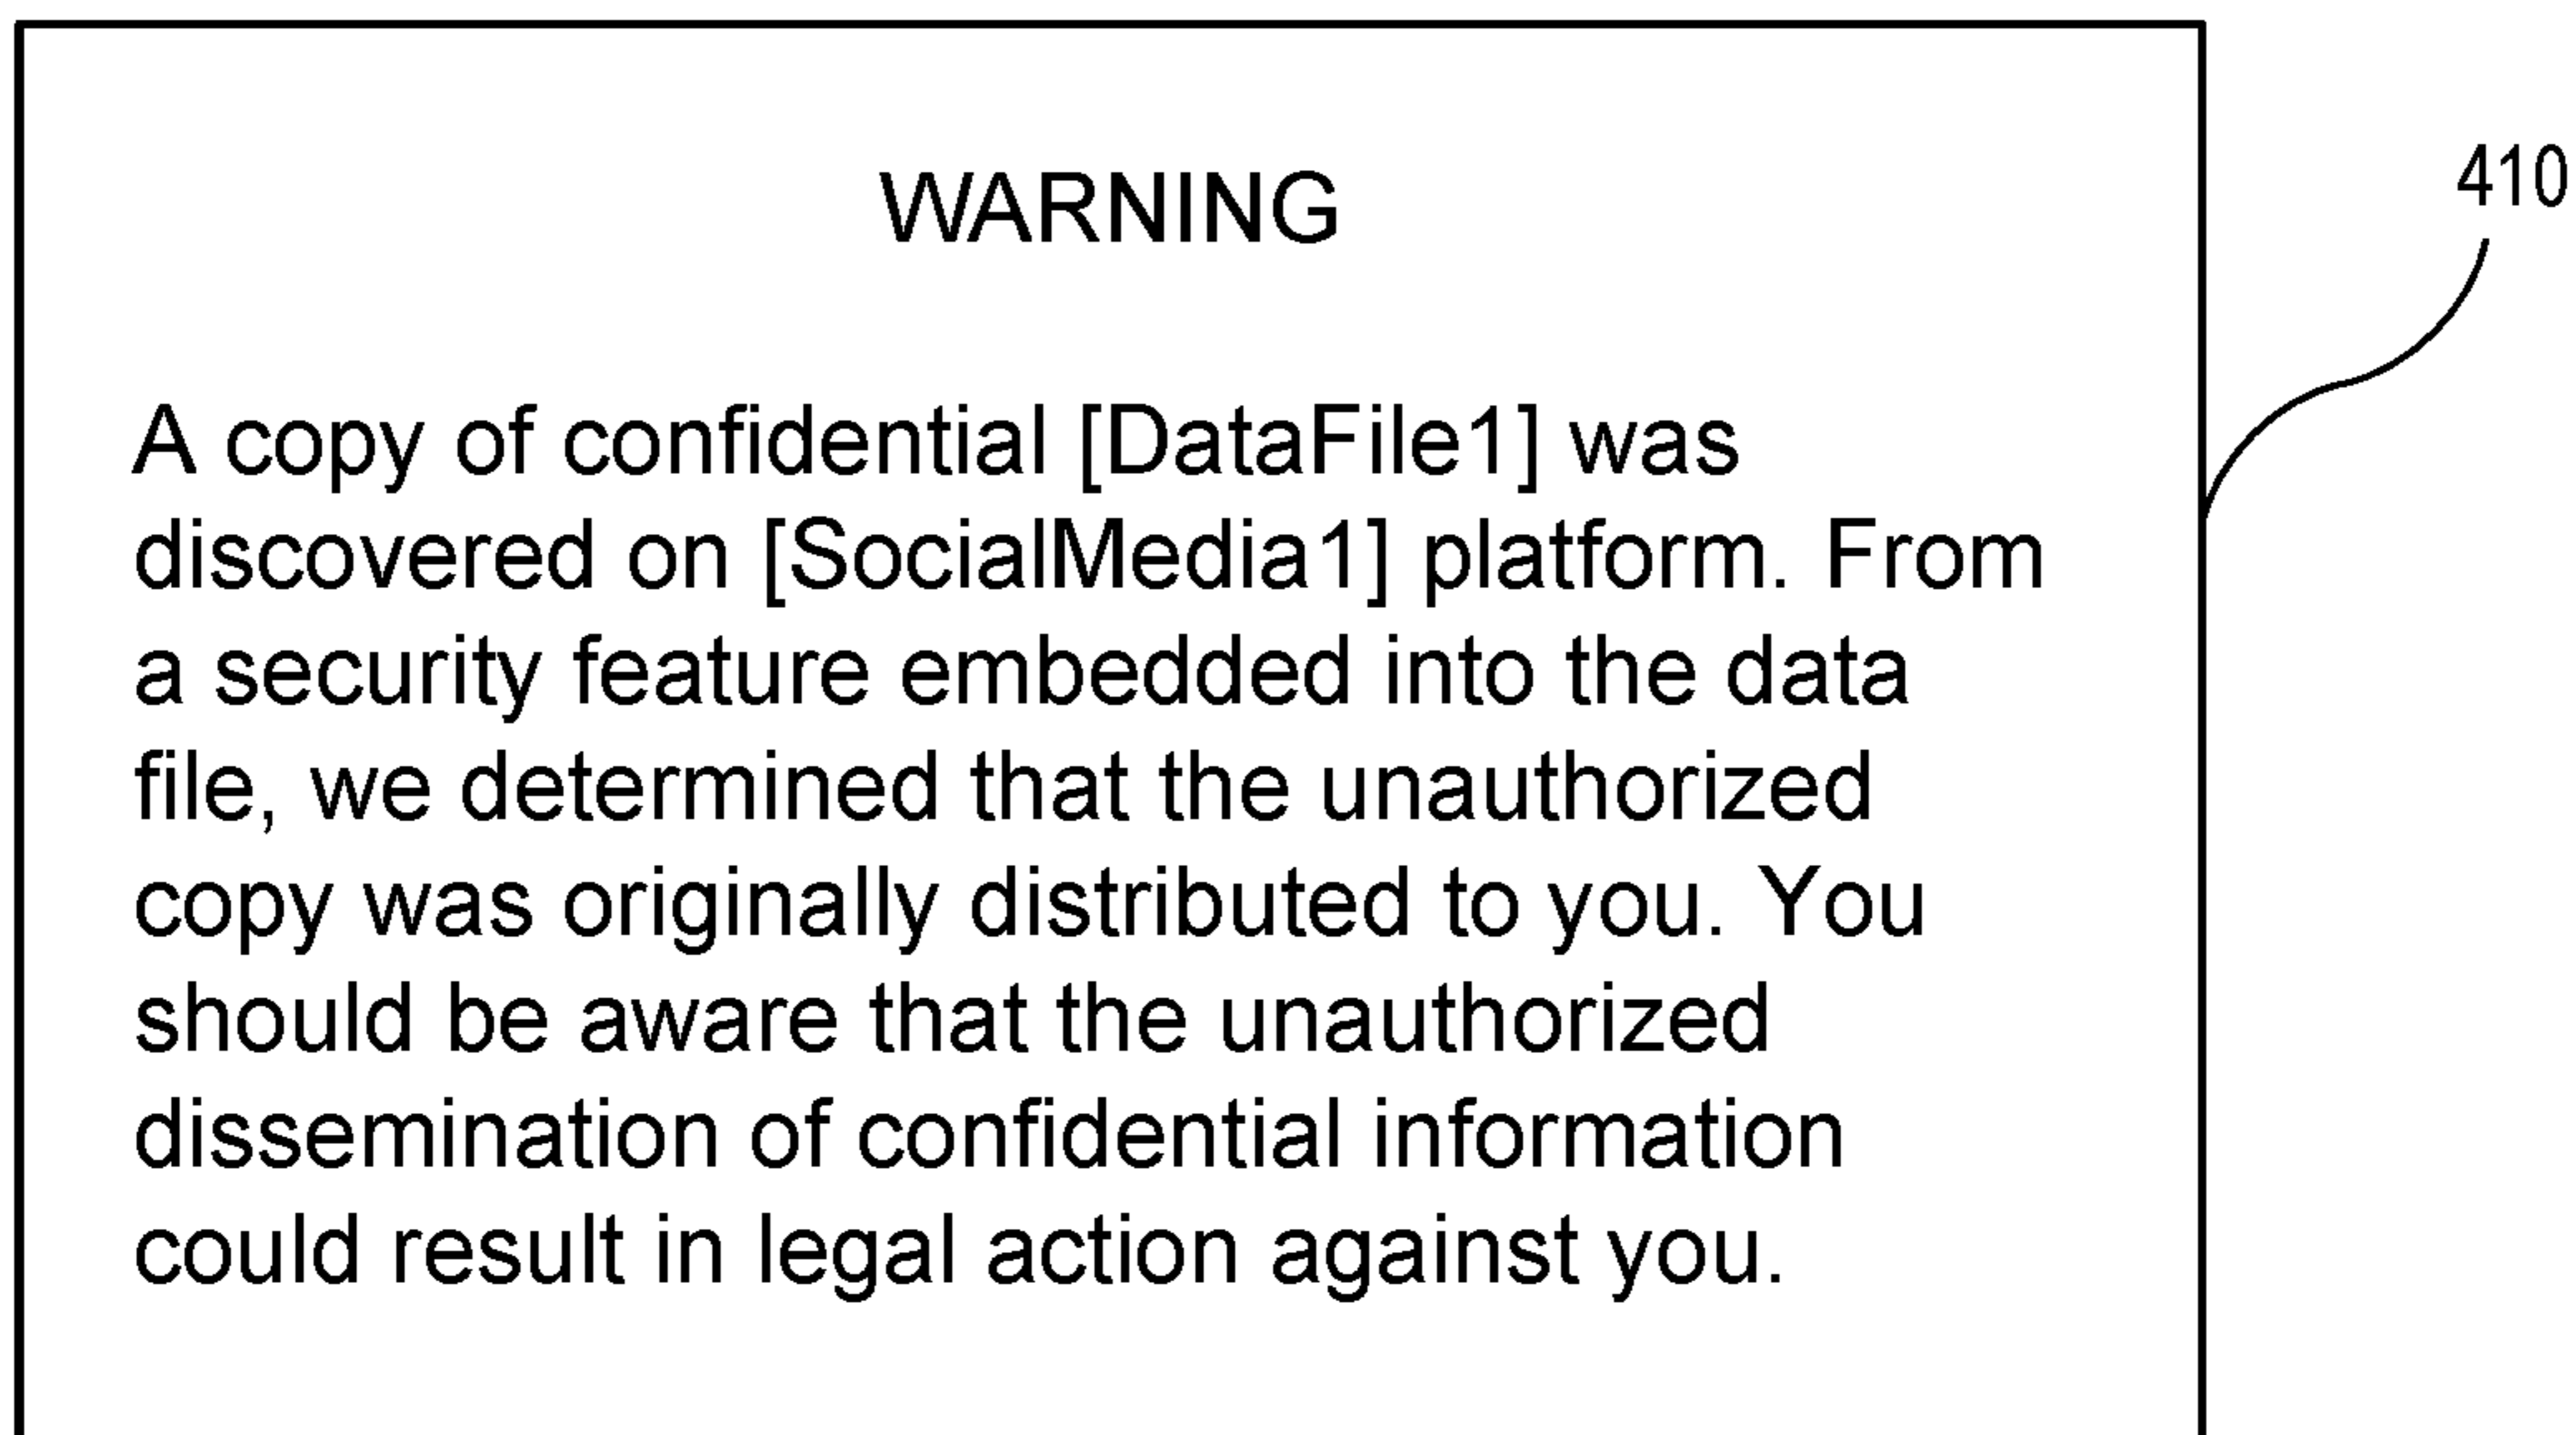 WARNING
410
A copy of confidential [DataFile1] was
discovered on [SocialMedia1] platform. From
a security feature embedded into the data
file, we determined that the unauthorized
copy was originally distributed to you. You
should be aware that the unauthorized
dissemination of confidential information
could result in legal action against you.